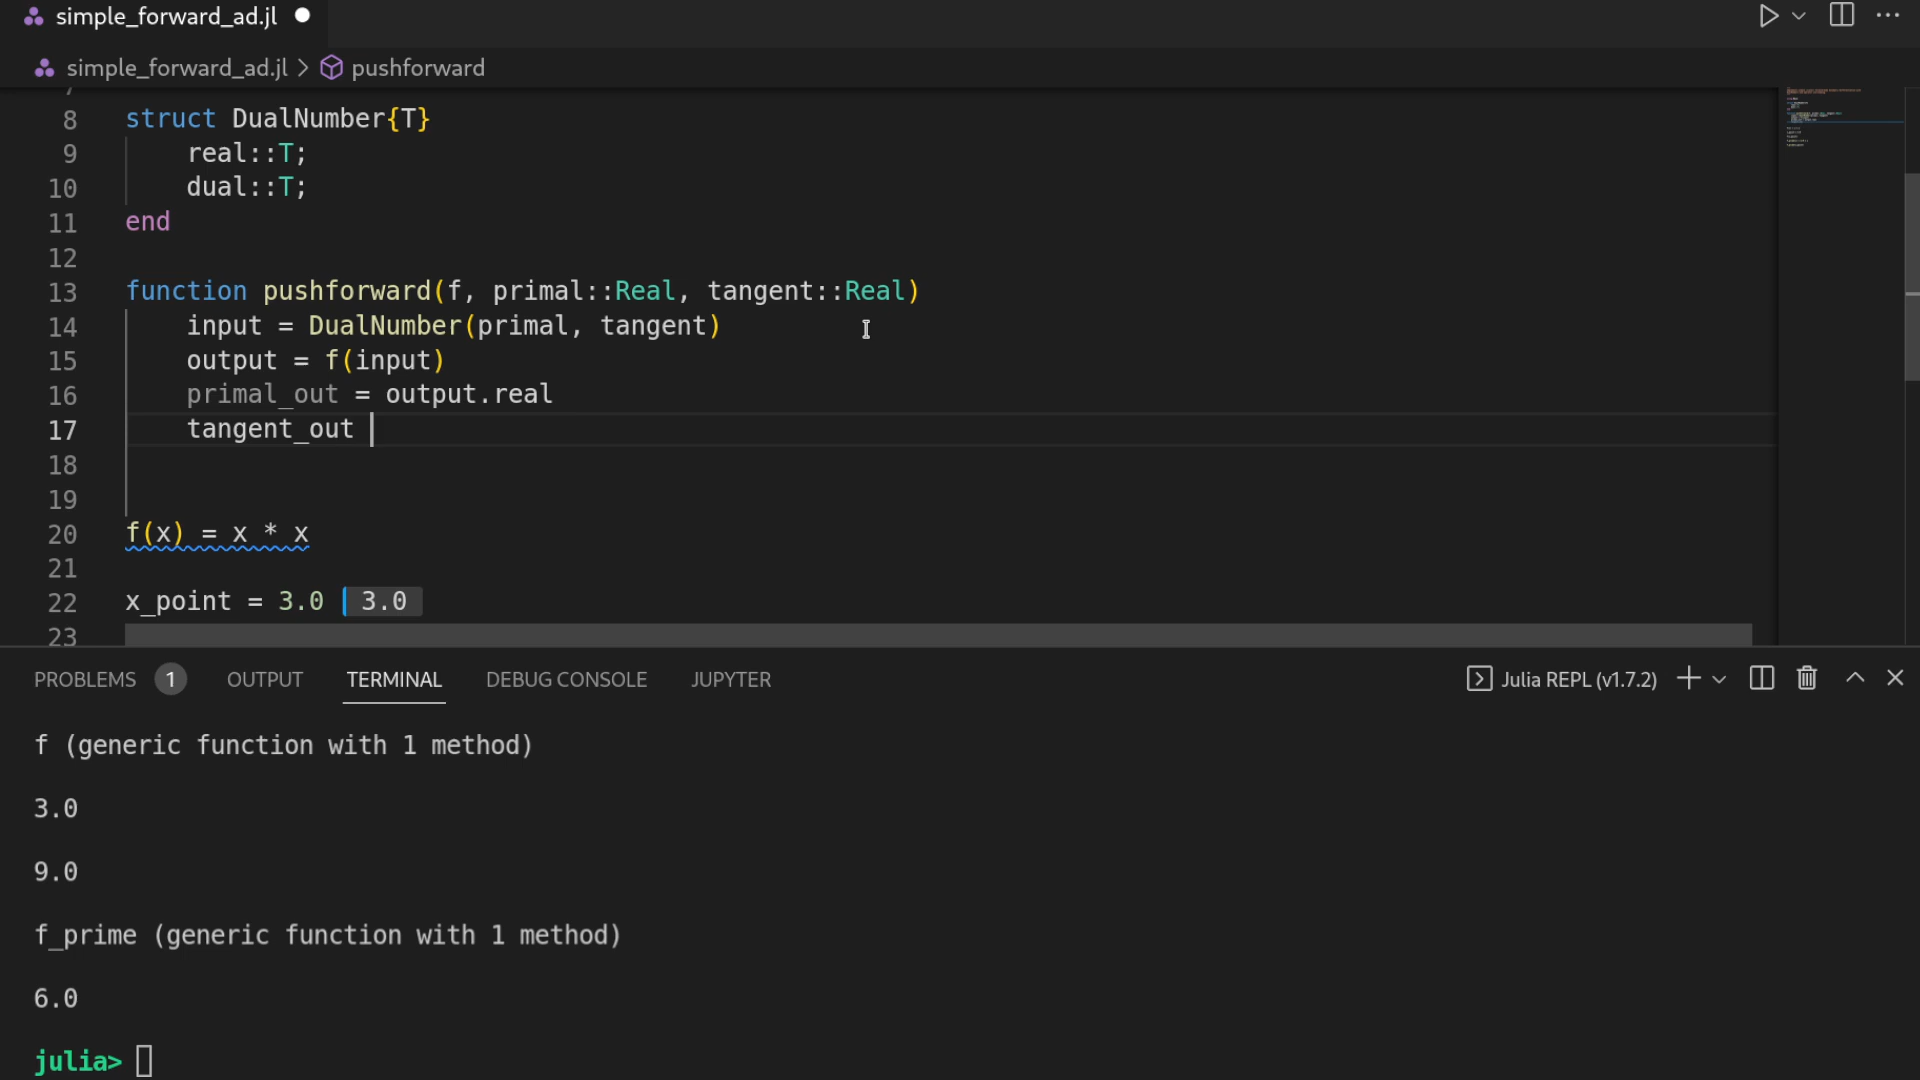 simple_forward_ad.jl
simple_forward_ad.jl > pushforward
8 struct DualNumber{T}
9 real::T;
10 dual::T;
11 end
12
13 function pushforward(f, primal::Real, tangent::Real)
14 input = DualNumber(primal, tangent)
15 output = f(input)
16 primal_out = output.real
17 tangent_out
18
19
20 f(x) = x * x
21
22 x_point = 3.0 3.0
23
PROBLEMS 1 OUTPUT TERMINAL DEBUG CONSOLE JUPYTER Julia REPL (v1.7.2)
f (generic function with 1 method)
3.0
9.0
f_prime (generic function with 1 method)
6.0
julia>